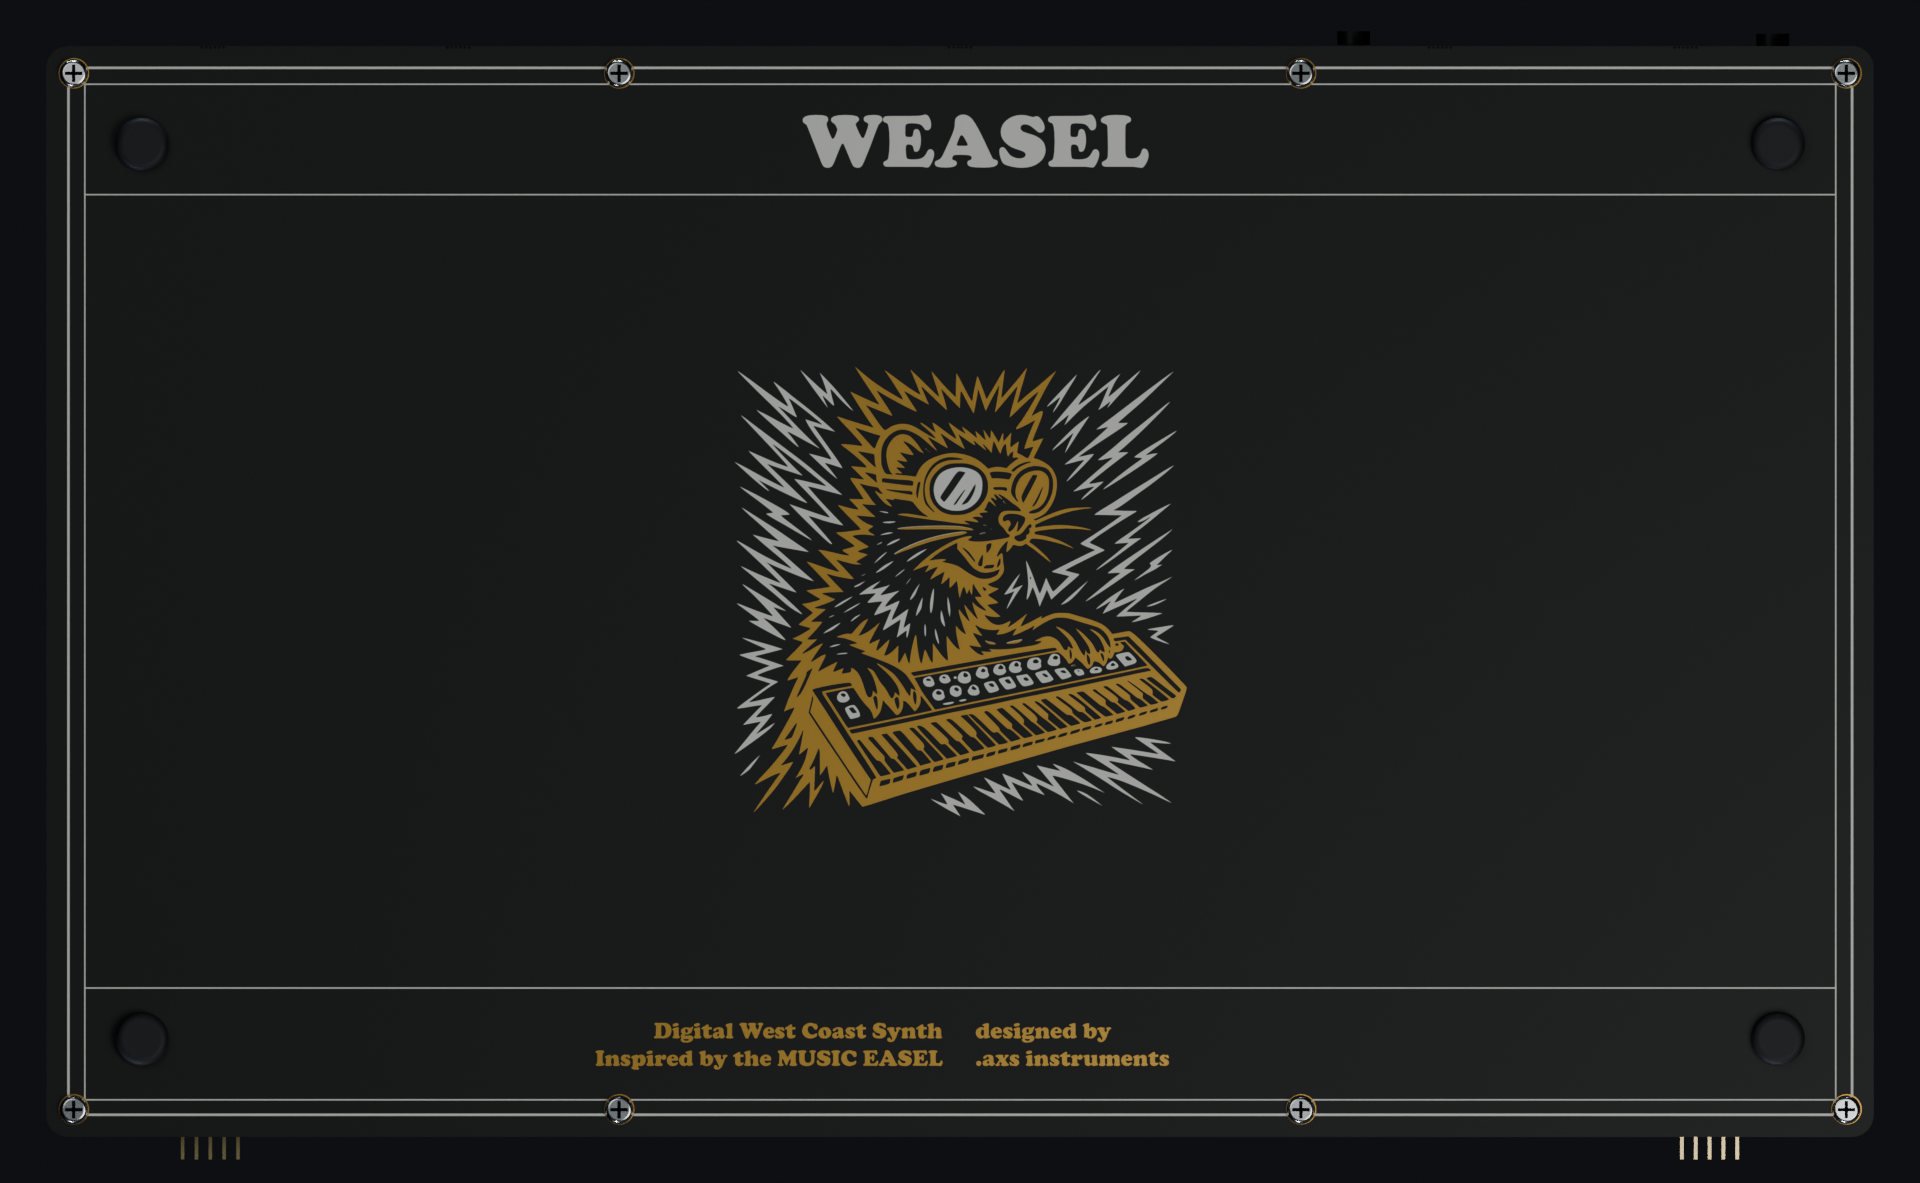 WEASEL
Digital West Coast Synth
Inspired by the MUSIC EASEL
designed by
.axs instruments